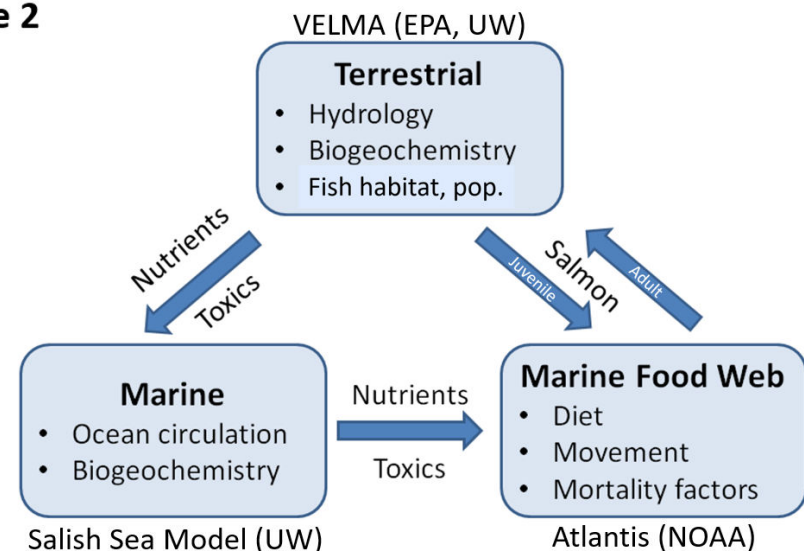 e 2
VELMA (EPA, UW)
Terrestrial
• Hydrology
• Biogeochemistry
• Fish habitat, pop.
Nutrients
Toxics
Juvenile
Salmon
Adult
Marine
• Ocean circulation
• Biogeochemistry
Salish Sea Model (UW)
Nutrients
Toxics
Marine Food Web
• Diet
• Movement
• Mortality factors
Atlantis (NOAA)